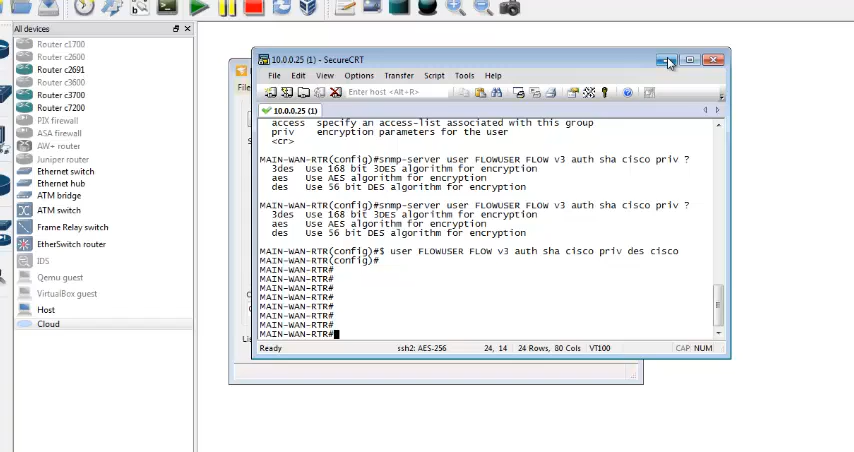 All devices
Router c1700
Router c2600
Router c2691
Router c3600
Router c3700
Router c7200
PIX firewall
ASA firewall
AW+ router
Juniper router
Ethernet switch
Ethernet hub
ATM bridge
ATM switch
Frame Relay switch
EtherSwitch router
IDS
Qemu guest
VirtualBox guest
Host
Cloud
10.0.0.25 (1) - SecureCRT
File Edit View Options Transfer Script Tools Help
Enter host <Alt+R>
10.0.0.25 (1)
access specify an access-list associated with this group
priv encryption parameters for the user
<cr>
MAIN-WAN-RTR(config)#snmp-server user FLOWUSER FLOW v3 auth sha cisco priv ?
3des Use 168 bit 3DES algorithm for encryption
aes Use AES algorithm for encryption
des Use 56 bit DES algorithm for encryption
MAIN-WAN-RTR(config)#snmp-server user FLOWUSER FLOW v3 auth sha cisco priv ?
3des Use 168 bit 3DES algorithm for encryption
aes Use AES algorithm for encryption
des Use 56 bit DES algorithm for encryption
MAIN-WAN-RTR(config)#$ user FLOWUSER FLOW v3 auth sha cisco priv des cisco
MAIN-WAN-RTR(config)#
MAIN-WAN-RTR#
MAIN-WAN-RTR#
MAIN-WAN-RTR#
MAIN-WAN-RTR#
MAIN-WAN-RTR#
MAIN-WAN-RTR#
MAIN-WAN-RTR#
MAIN-WAN-RTR#
Ready ssh2: AES-256 24, 14 24 Rows, 80 Cols VT100 CAP NUM